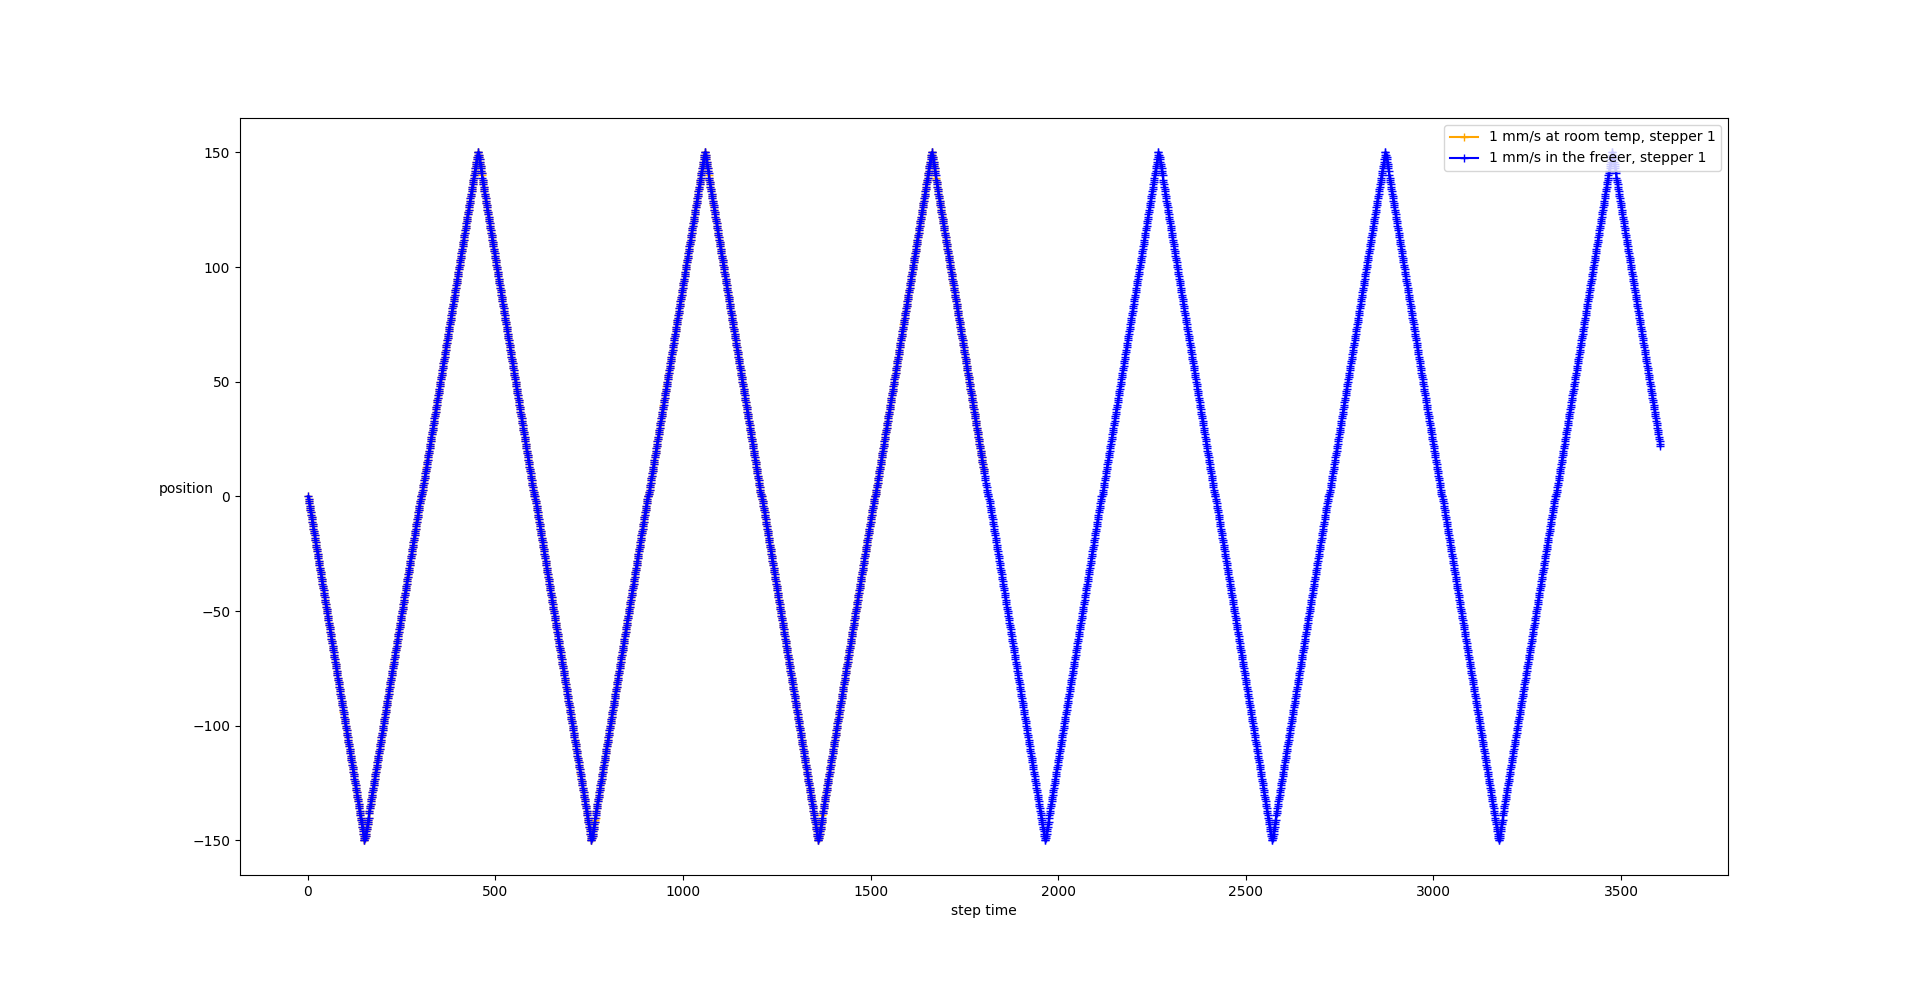 1 mm/s at room temp, stepper 1
1 mm/s in the freeer, stepper 1
150
100
50
position
0
−50
−100
−150
0 500 1000 1500 2000 2500 3000 3500
step time